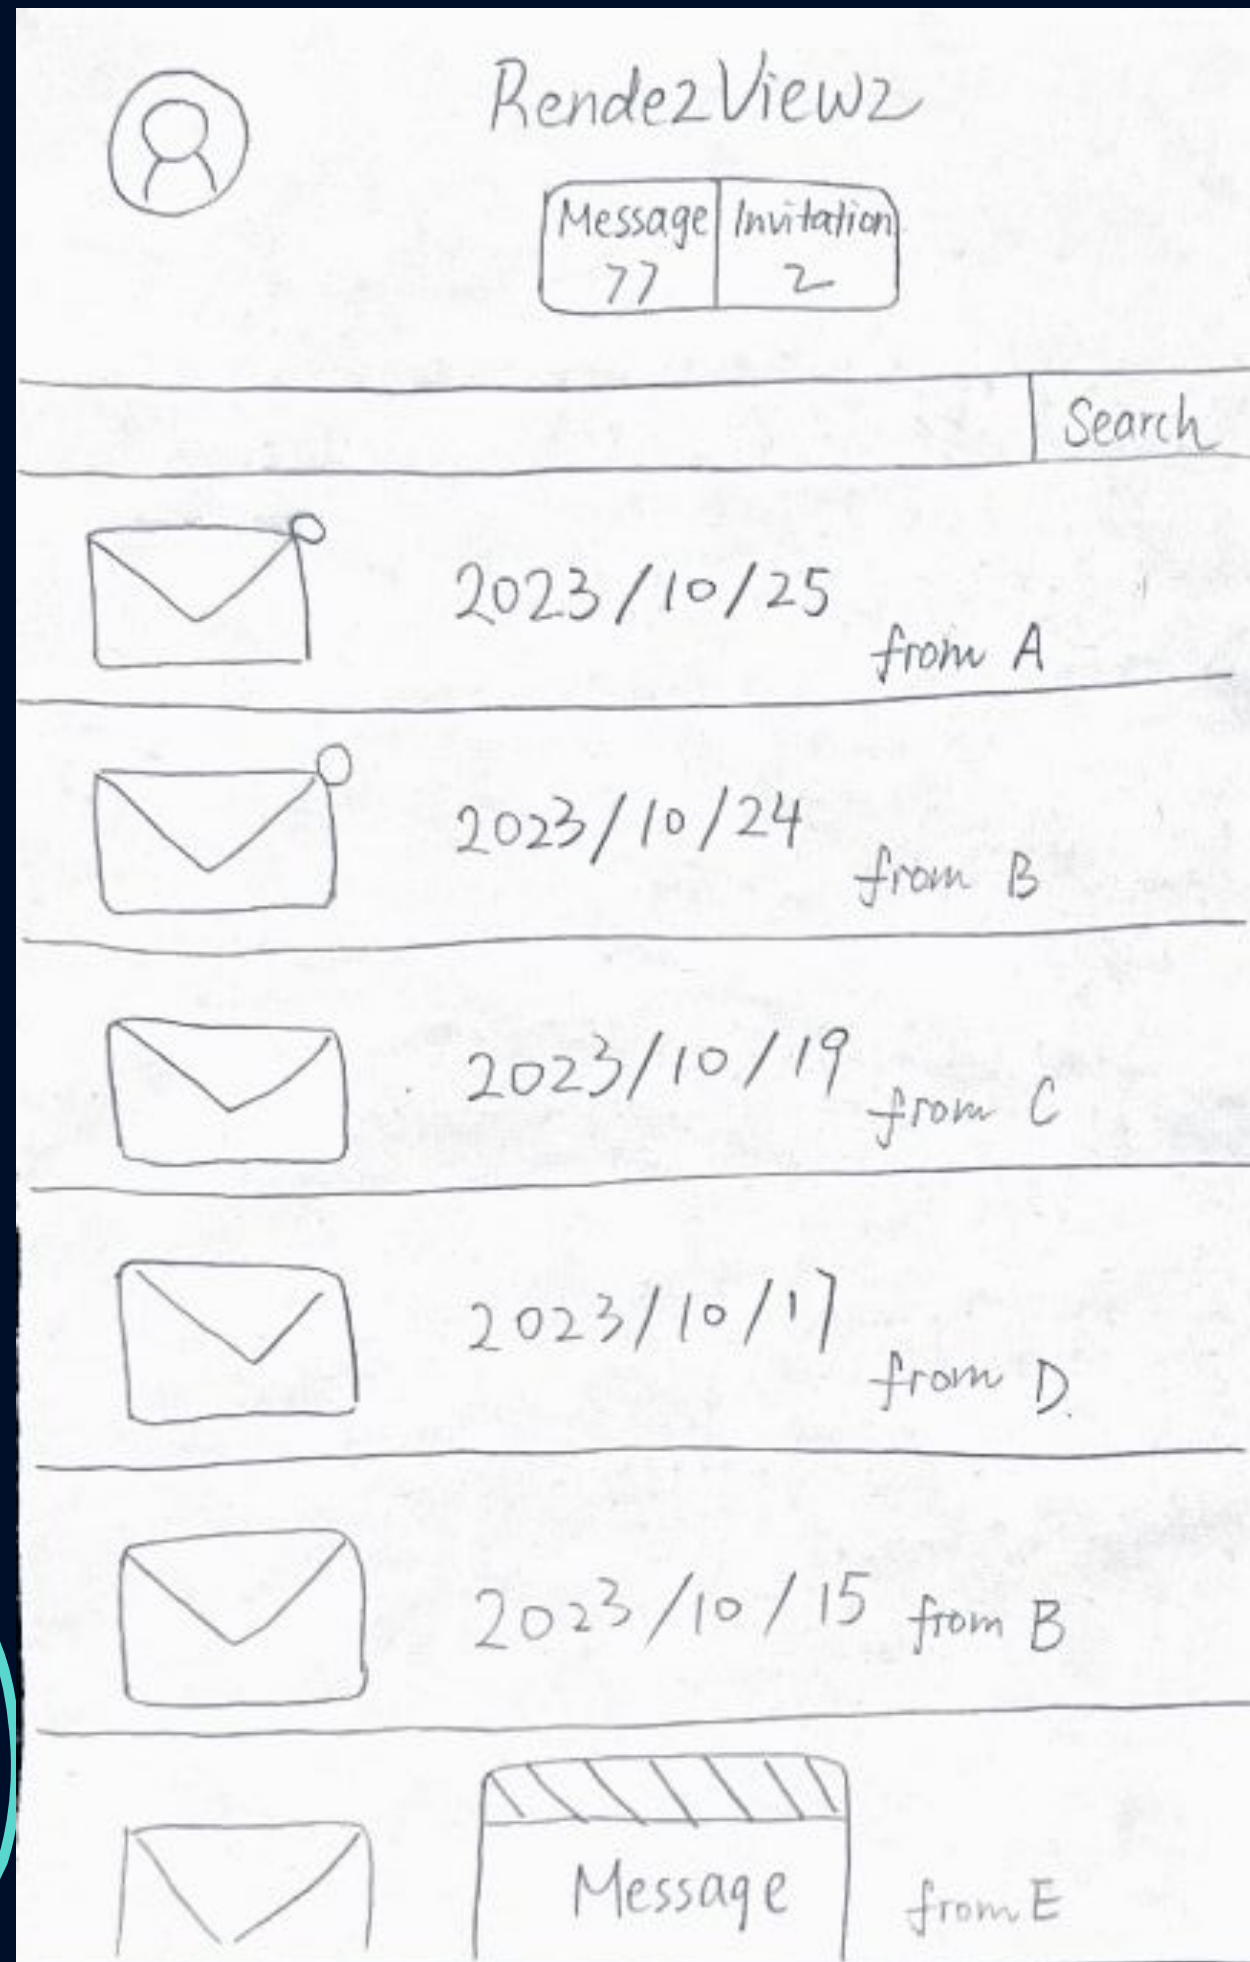 RendezViewz
Message Invitation
77 2
Search
2023/10/25
from A
2023/10/24
from B
2023/10/19
from C
2023/10/17
from D.
2023/10/15 from B
Message
from E